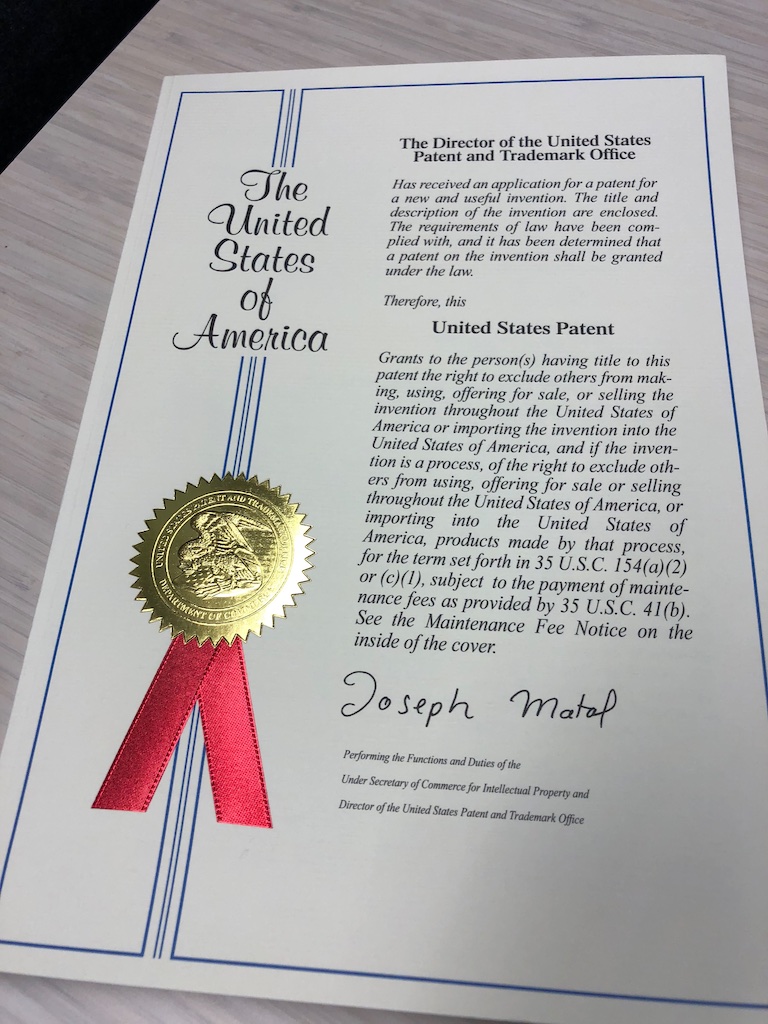 The
United
States
of
America
The Director of the United States
Patent and Trademark Office
Has received an application for a patent for
a new and useful invention. The title and
description of the invention are enclosed.
The requirements of law have been com-
plied with, and it has been determined that
a patent on the invention shall be granted
under the law.
Therefore, this
United States Patent
Grants to the person(s) having title to this
patent the right to exclude others from mak-
ing, using, offering for sale, or selling the
invention throughout the United States of
America or importing the invention into the
United States of America, and if the inven-
tion is a process, of the right to exclude oth-
ers from using, offering for sale or selling
throughout the United States of America, or
importing into the United States of
America, products made by that process,
for the term set forth in 35 U.S.C. 154(a)(2)
or (c)(1), subject to the payment of mainte-
nance fees as provided by 35 U.S.C. 41(b).
See the Maintenance Fee Notice on the
inside of the cover.
UNITED STATES PATENT AND TRADEMARK OFFICE
DEPARTMENT OF COMMERCE
Joseph Matal
Performing the Functions and Duties of the
Under Secretary of Commerce for Intellectual Property and
Director of the United States Patent and Trademark Office